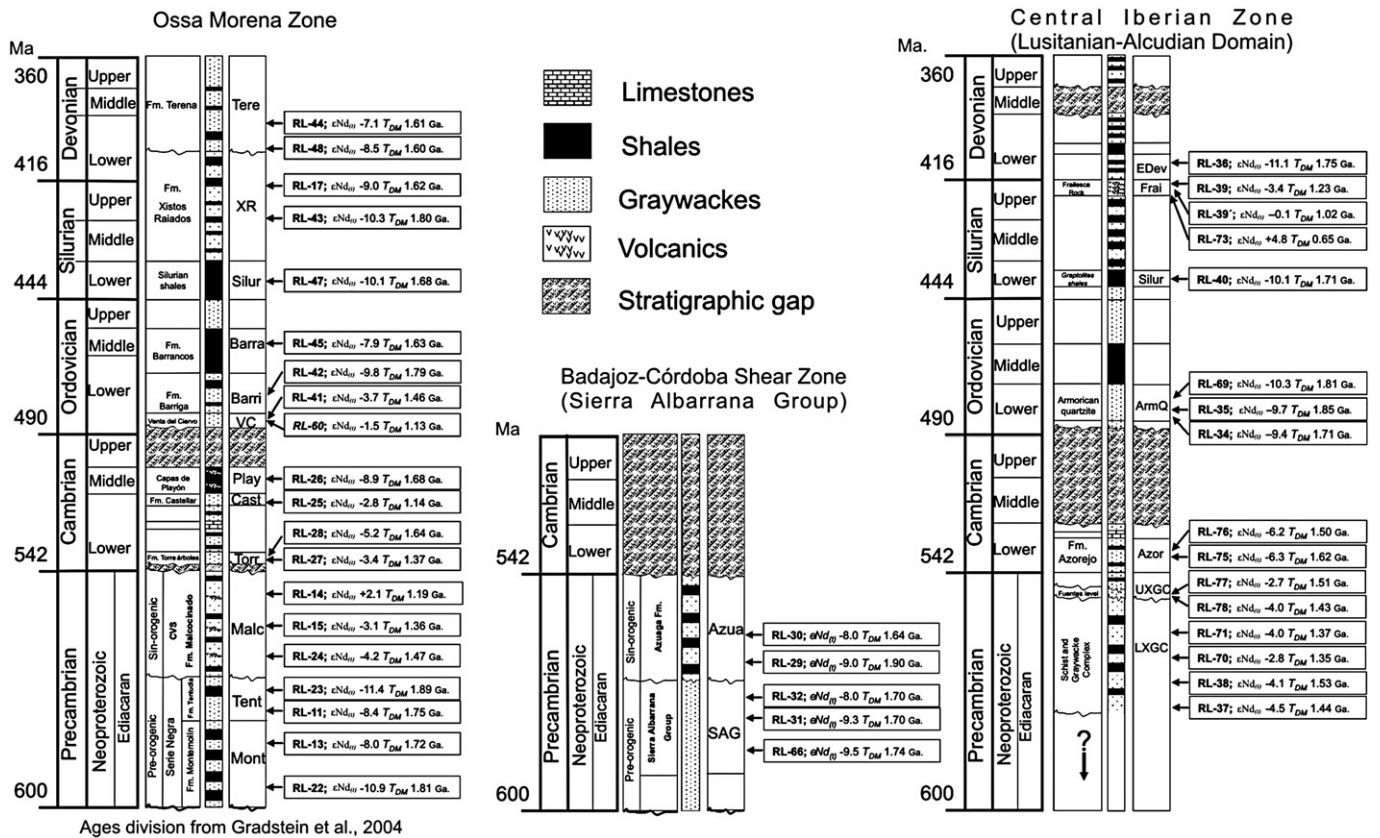 Ossa Morena Zone
Ma
360
416
444
490
542
600
Devonian
Silurian
Ordovician
Cambrian
Precambrian
Upper
Middle
Lower
Upper
Middle
Lower
Upper
Middle
Lower
Upper
Middle
Lower
Neoproterozoic
Ediacaran
Sin-orogenic
Pre-orogenic
CVS
Serie Negra
Fm. Terena
Fm.
Xistos
Raiados
Silurian
shales
Fm.
Barrancos
Fm.
Barriga
Venta del Ciervo
Capas de
Playón
Fm. Castellar
Fm. Torreárboles
Fm. Malcocinado
Fm. Tentudia
Fm. Montemolin
Tere
XR
Silur
Barra
Barri
VC
Play
Cast
Torr
Malc
Tent
Mont
RL-44; εNd(t) -7.1 TDM 1.61 Ga.
RL-48; εNd(t) -8.5 TDM 1.60 Ga.
RL-17; εNd(t) -9.0 TDM 1.62 Ga.
RL-43; εNd(t) -10.3 TDM 1.80 Ga.
RL-47; εNd(t) -10.1 TDM 1.68 Ga.
RL-45; εNd(t) -7.9 TDM 1.63 Ga.
RL-42; εNd(t) -9.8 TDM 1.79 Ga.
RL-41; εNd(t) -3.7 TDM 1.46 Ga.
RL-60; εNd(t) -1.5 TDM 1.13 Ga.
RL-26; εNd(t) -8.9 TDM 1.68 Ga.
RL-25; εNd(t) -2.8 TDM 1.14 Ga.
RL-28; εNd(t) -5.2 TDM 1.64 Ga.
RL-27; εNd(t) -3.4 TDM 1.37 Ga.
RL-14; εNd(t) +2.1 TDM 1.19 Ga.
RL-15; εNd(t) -3.1 TDM 1.36 Ga.
RL-24; εNd(t) -4.2 TDM 1.47 Ga.
RL-23; εNd(t) -11.4 TDM 1.89 Ga.
RL-11; εNd(t) -8.4 TDM 1.75 Ga.
RL-13; εNd(t) -8.0 TDM 1.72 Ga.
RL-22; εNd(t) -10.9 TDM 1.81 Ga.
Ages division from Gradstein et al., 2004
Limestones
Shales
Graywackes
Volcanics
Stratigraphic gap
Badajoz-Córdoba Shear Zone
(Sierra Albarrana Group)
Ma
542
600
Cambrian
Precambrian
Upper
Middle
Lower
Neoproterozoic
Ediacaran
Sin-orogenic
Pre-orogenic
Azuaga Fm.
Sierra Albarrana
Group
Azua
SAG
RL-30; eNd(t) -8.0 TDM 1.64 Ga.
RL-29; eNd(t) -9.0 TDM 1.90 Ga.
RL-32; eNd(t) -8.0 TDM 1.70 Ga.
RL-31; eNd(t) -9.3 TDM 1.70 Ga.
RL-66; eNd(t) -9.5 TDM 1.74 Ga.
Central Iberian Zone
(Lusitanian-Alcudian Domain)
Ma.
360
416
444
490
542
600
Devonian
Silurian
Ordovician
Cambrian
Precambrian
Upper
Middle
Lower
Upper
Middle
Lower
Upper
Middle
Lower
Upper
Middle
Lower
Neoproterozoic
Ediacaran
Frailesca
Rock
Graptolites
shales
Armorican
quartzite
Fm.
Azorejo
Fuentes level
Schist and
Graywacke
Complex
?
EDev
Frai
Silur
ArmQ
Azor
UXGC
LXGC
RL-36; εNd(t) -11.1 TDM 1.75 Ga.
RL-39; εNd(t) -3.4 TDM 1.23 Ga.
RL-39´; εNd(t) −0.1 TDM 1.02 Ga.
RL-73; εNd(t) +4.8 TDM 0.65 Ga.
RL-40; εNd(t) -10.1 TDM 1.71 Ga.
RL-69; εNd(t) -10.3 TDM 1.81 Ga.
RL-35; εNd(t) -9.7 TDM 1.85 Ga.
RL-34; εNd(t) −9.4 TDM 1.71 Ga.
RL-76; εNd(t) -6.2 TDM 1.50 Ga.
RL-75; εNd(t) -6.3 TDM 1.62 Ga.
RL-77; εNd(t) -2.7 TDM 1.51 Ga.
RL-78; εNd(t) -4.0 TDM 1.43 Ga.
RL-71; εNd(t) -4.0 TDM 1.37 Ga.
RL-70; εNd(t) -2.8 TDM 1.35 Ga.
RL-38; εNd(t) -4.1 TDM 1.53 Ga.
RL-37; εNd(t) -4.5 TDM 1.44 Ga.